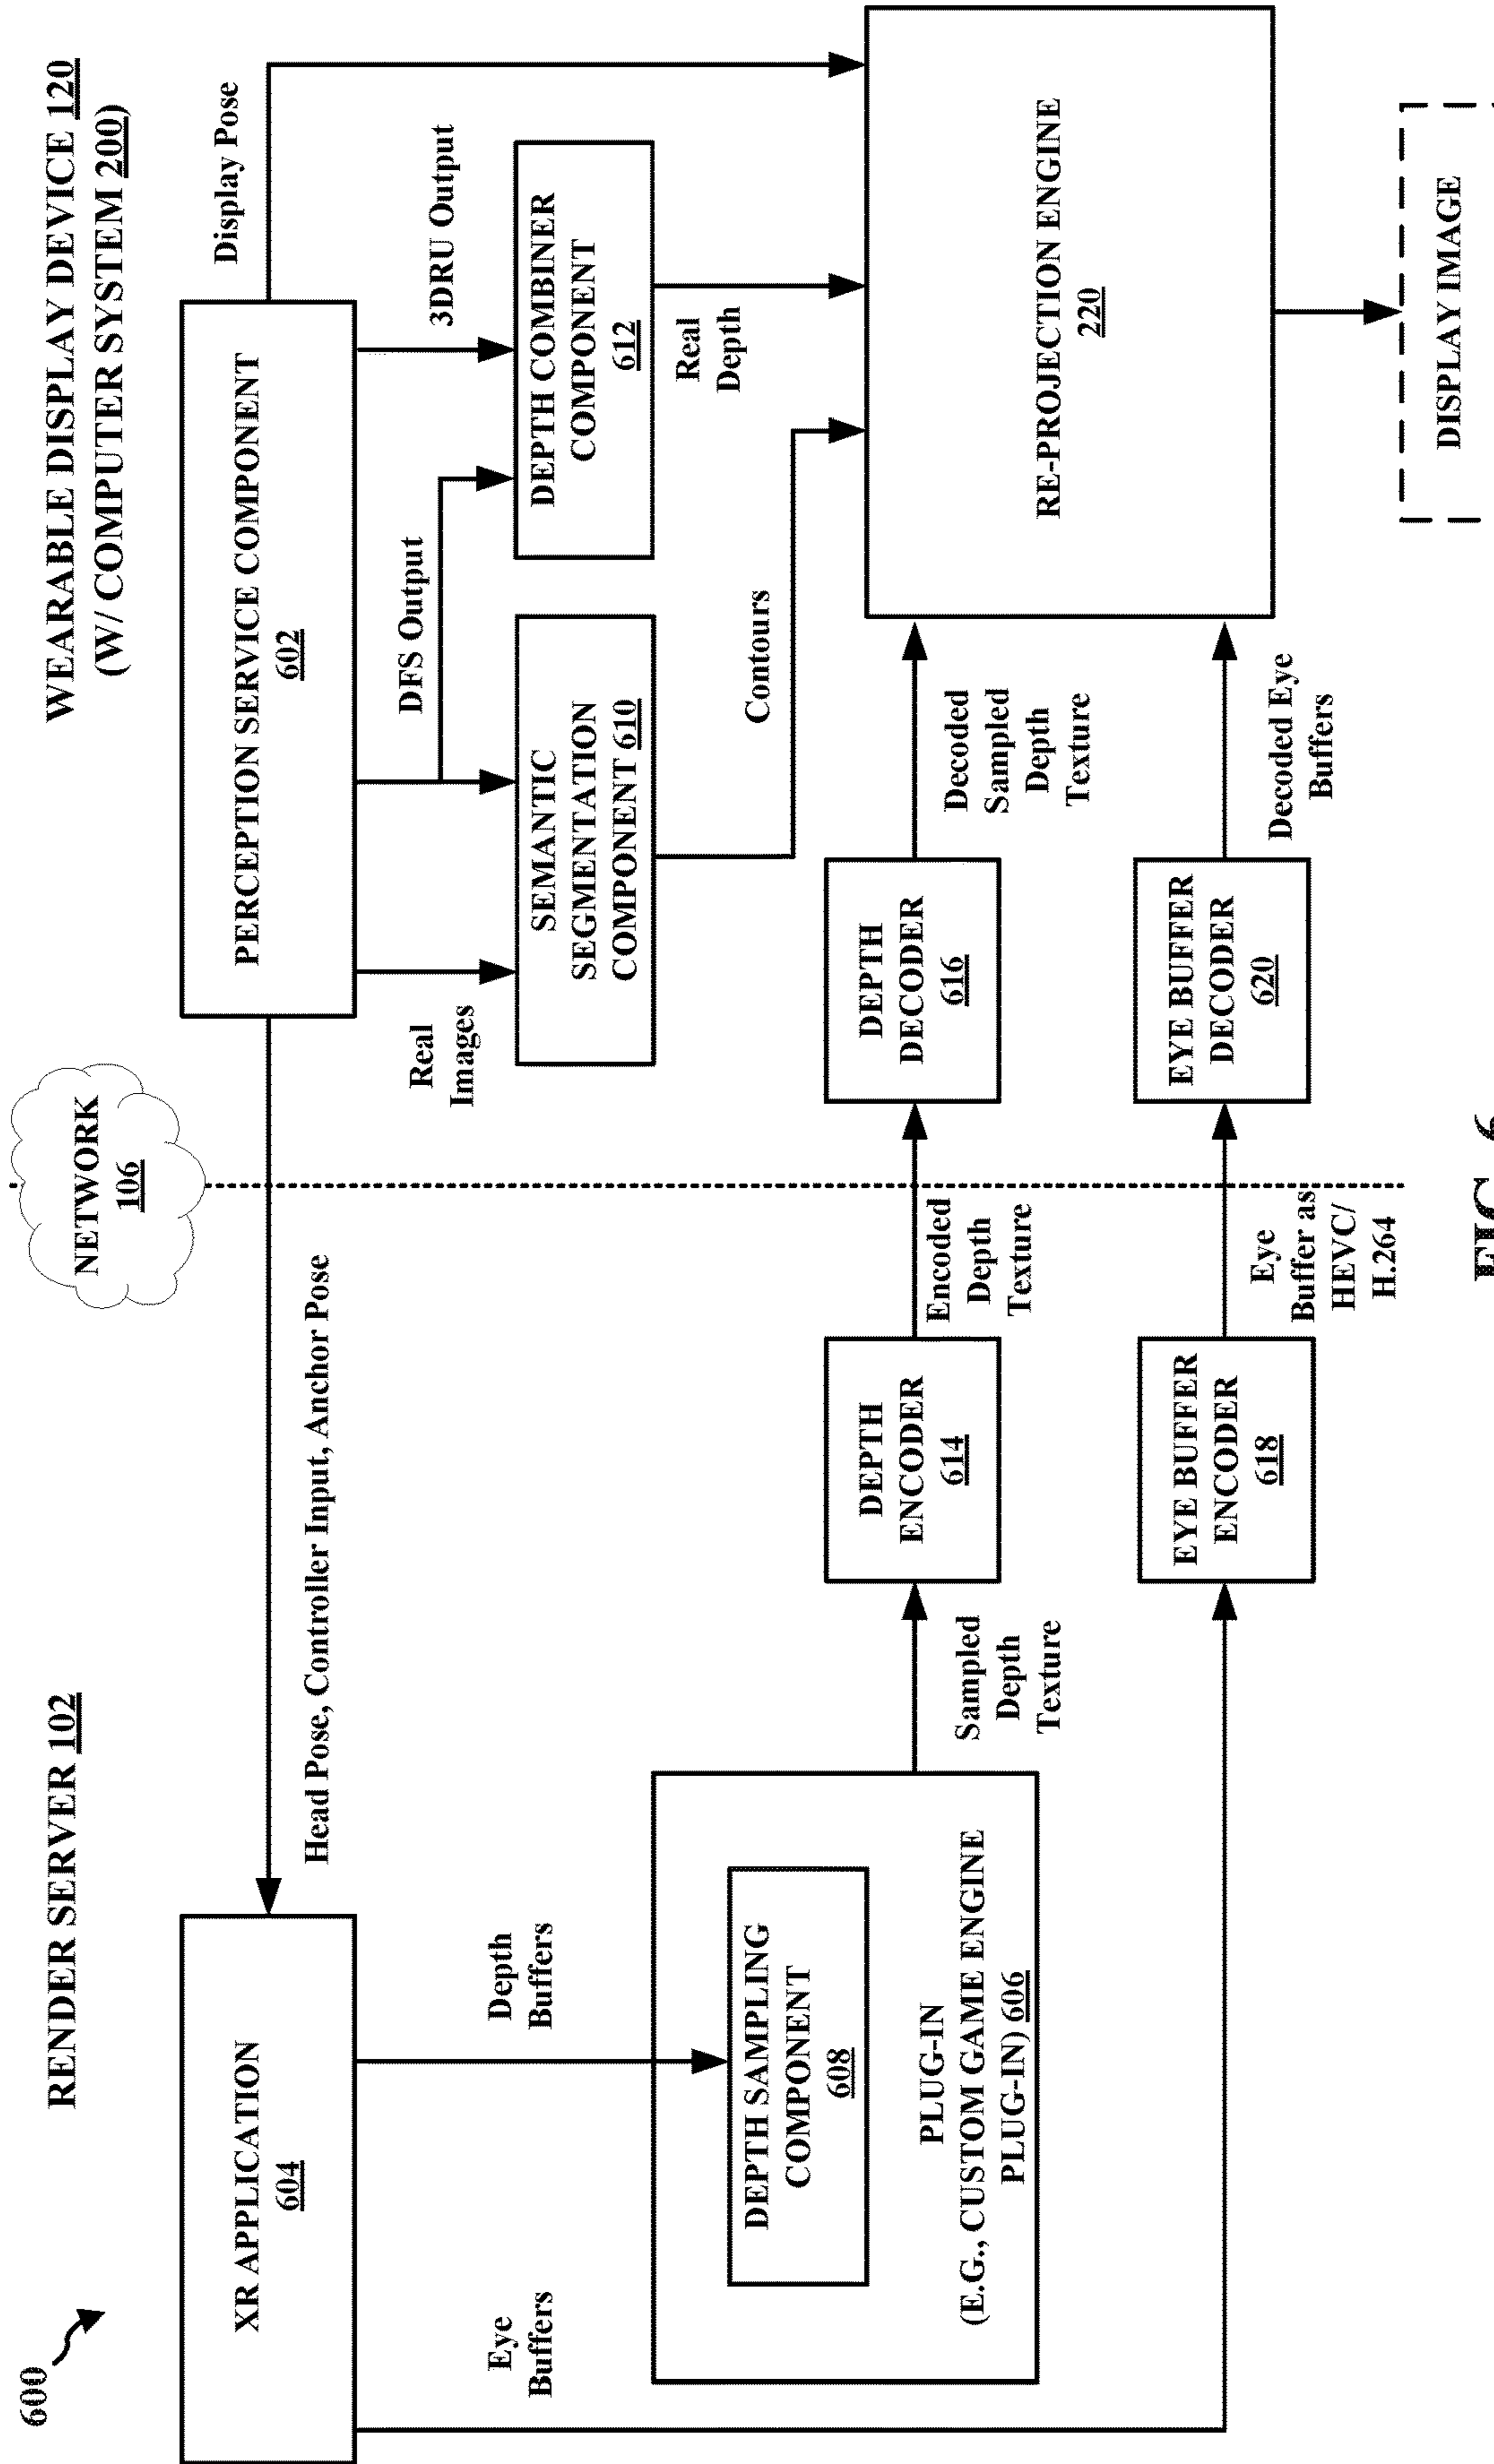 600
RENDER SERVER 102
NETWORK
106
WEARABLE DISPLAY DEVICE 120
(W/ COMPUTER SYSTEM 200)
XR APPLICATION
604
Head Pose, Controller Input, Anchor Pose
PERCEPTION SERVICE COMPONENT
602
Display Pose
Eye
Buffers
Depth
Buffers
Real
Images
DFS Output
3DRU Output
SEMANTIC
SEGMENTATION
COMPONENT 610
DEPTH COMBINER
COMPONENT
612
Contours
Real
Depth
DEPTH SAMPLING
COMPONENT
608
PLUG-IN
(E.G., CUSTOM GAME ENGINE
PLUG-IN) 606
Sampled
Depth
Texture
DEPTH
ENCODER
614
Encoded
Depth
Texture
DEPTH
DECODER
616
Decoded
Sampled
Depth
Texture
RE-PROJECTION ENGINE
220
EYE BUFFER
ENCODER
618
Eye
Buffer as
HEVC/
H.264
EYE BUFFER
DECODER
620
Decoded Eye
Buffers
DISPLAY IMAGE
FIG. 6